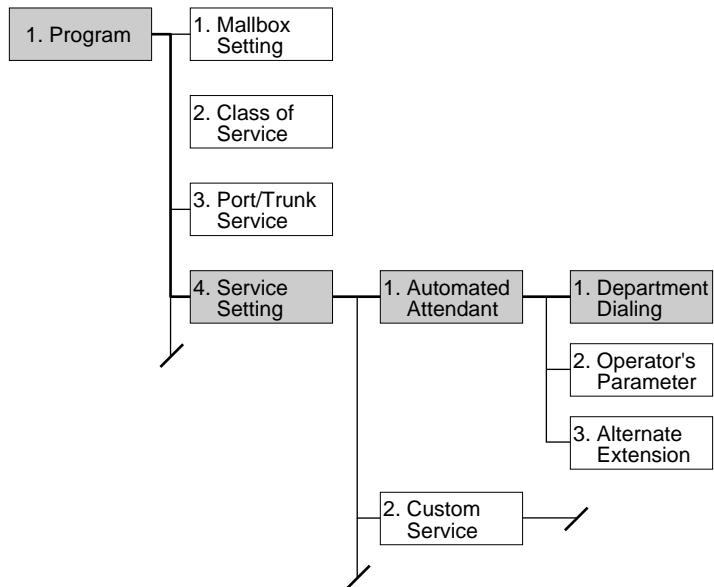 1. Program
1. Mallbox
Setting
2. Class of
Service
3. Port/Trunk
Service
4. Service
Setting
1. Automated
Attendant
1. Department
Dialing
2. Operator's
Parameter
3. Alternate
Extension
2. Custom
Service